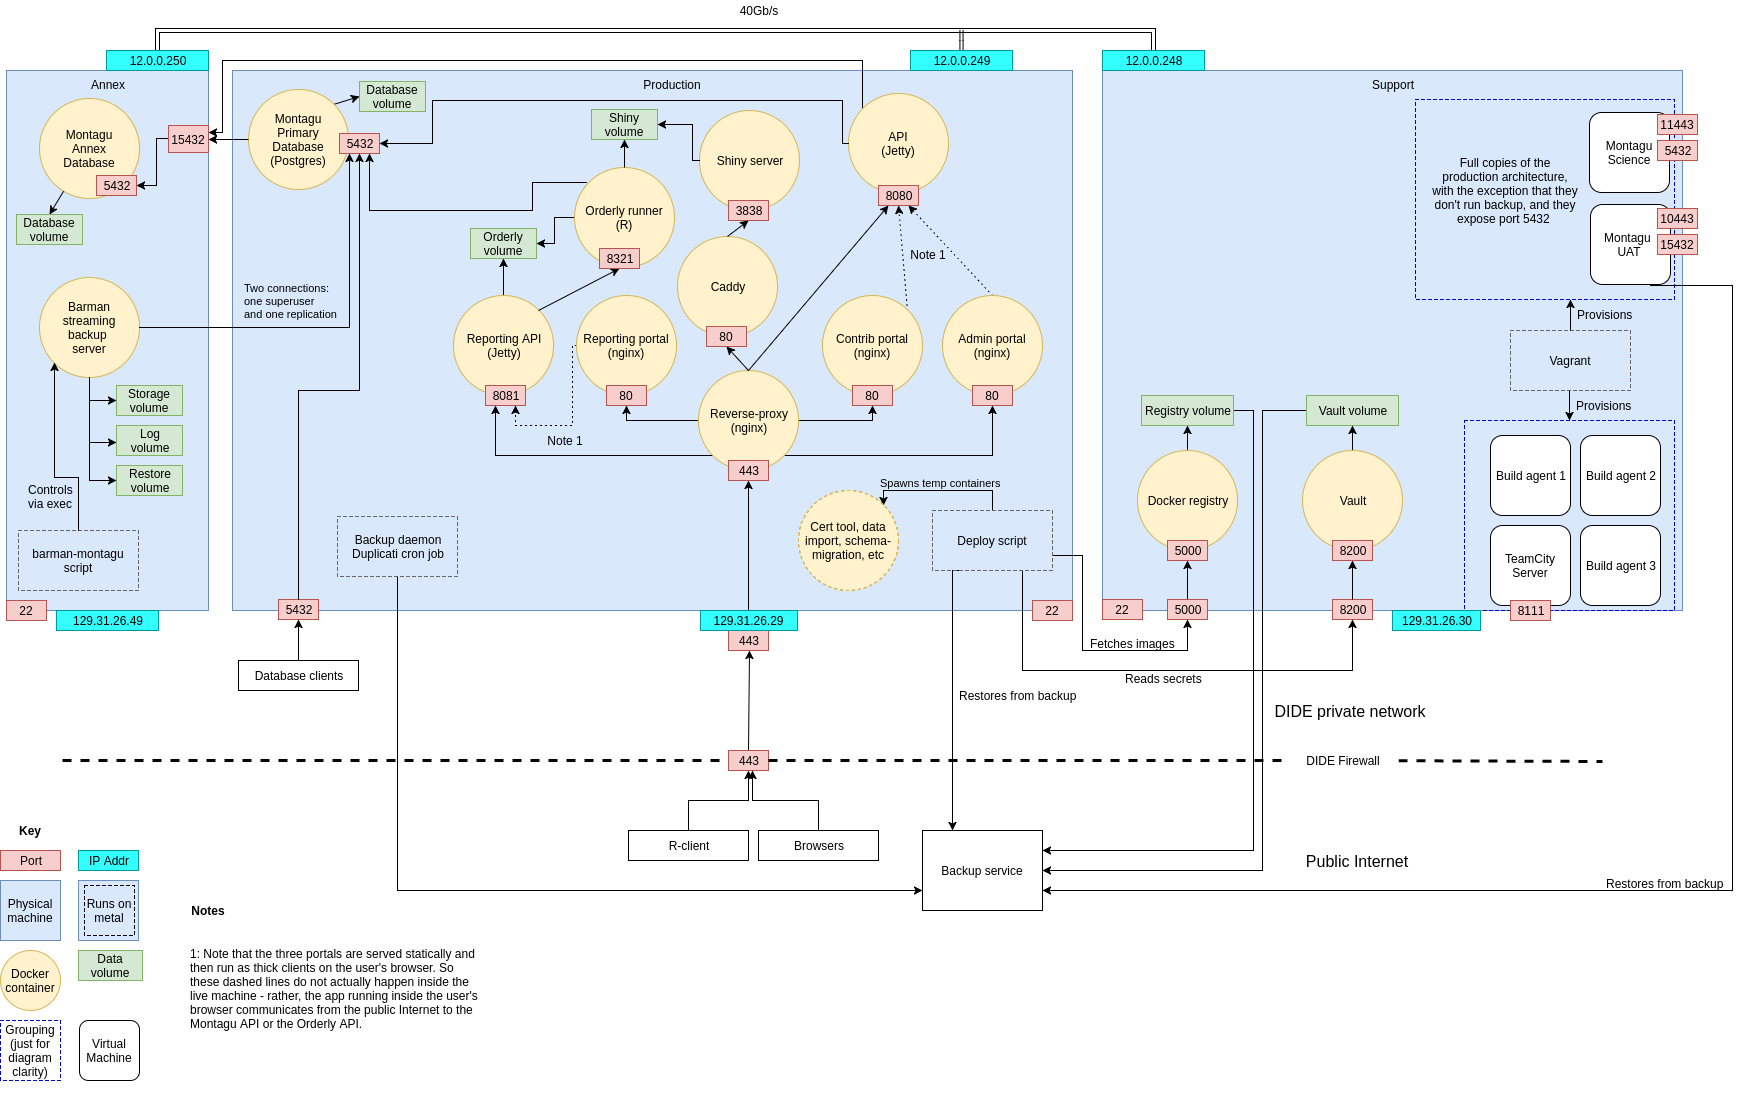 40Gb/s
12.0.0.250
12.0.0.249
12.0.0.248
Annex
Montagu
Annex
Database
5432
15432
Database
volume
Barman
streaming
backup
server
Storage
volume
Log
volume
Restore
volume
Controls
via exec
barman-montagu
script
22
129.31.26.49
Production
Montagu
Primary
Database
(Postgres)
5432
Database
volume
Shiny
volume
Shiny server
3838
API
(Jetty)
8080
Orderly runner
(R)
8321
Orderly
volume
Caddy
80
Note 1
Two connections:
one superuser
and one replication
Reporting API
(Jetty)
8081
Reporting portal
(nginx)
80
Contrib portal
(nginx)
80
Admin portal
(nginx)
80
Note 1
Reverse-proxy
(nginx)
443
Spawns temp containers
Cert tool, data
import, schema-
migration, etc
Deploy script
Backup daemon
Duplicati cron job
5432
129.31.26.29
443
22
Database clients
Support
Full copies of the
production architecture,
with the exception that they
don't run backup, and they
expose port 5432
Montagu
Science
11443
5432
Montagu
UAT
10443
15432
Provisions
Vagrant
Provisions
Registry volume
Vault volume
Docker registry
5000
Vault
8200
Build agent 1
Build agent 2
TeamCity
Server
Build agent 3
22
5000
8200
129.31.26.30
8111
Fetches images
Reads secrets
Restores from backup
DIDE private network
443
DIDE Firewall
R-client
Browsers
Backup service
Public Internet
Restores from backup
Key
Port
IP Addr
Physical
machine
Runs on
metal
Docker
container
Data
volume
Grouping
(just for
diagram
clarity)
Virtual
Machine
Notes
1: Note that the three portals are served statically and
then run as thick clients on the user's browser. So
these dashed lines do not actually happen inside the
live machine - rather, the app running inside the user's
browser communicates from the public Internet to the
Montagu API or the Orderly API.